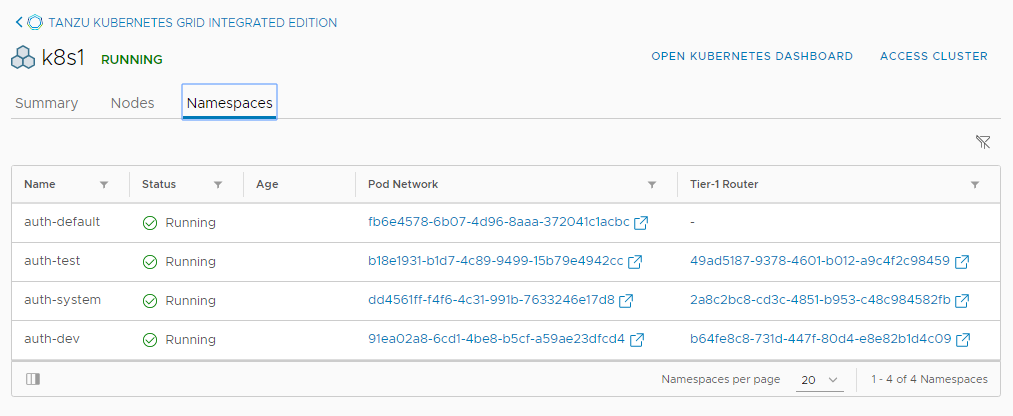 TANZU KUBERNETES GRID INTEGRATED EDITION
k8s1 RUNNING OPEN KUBERNETES DASHBOARD ACCESS CLUSTER
Summary Nodes Namespaces
Name Status Age Pod Network Tier-1 Router
auth-default Running fb6e4578-6b07-4d96-8aaa-372041c1acbc -
auth-test Running b18e1931-b1d7-4c89-9499-15b79e4942cc 49ad5187-9378-4601-b012-a9c4f2c98459
auth-system Running dd4561ff-f4f6-4c31-991b-7633246e17d8 2a8c2bc8-cd3c-4851-b953-c48c984582fb
auth-dev Running 91ea02a8-6cd1-4be8-b5cf-a59ae23dfcd4 b64fe8c8-731d-447f-80d4-e8e82b1d4c09
Namespaces per page 20 1 - 4 of 4 Namespaces